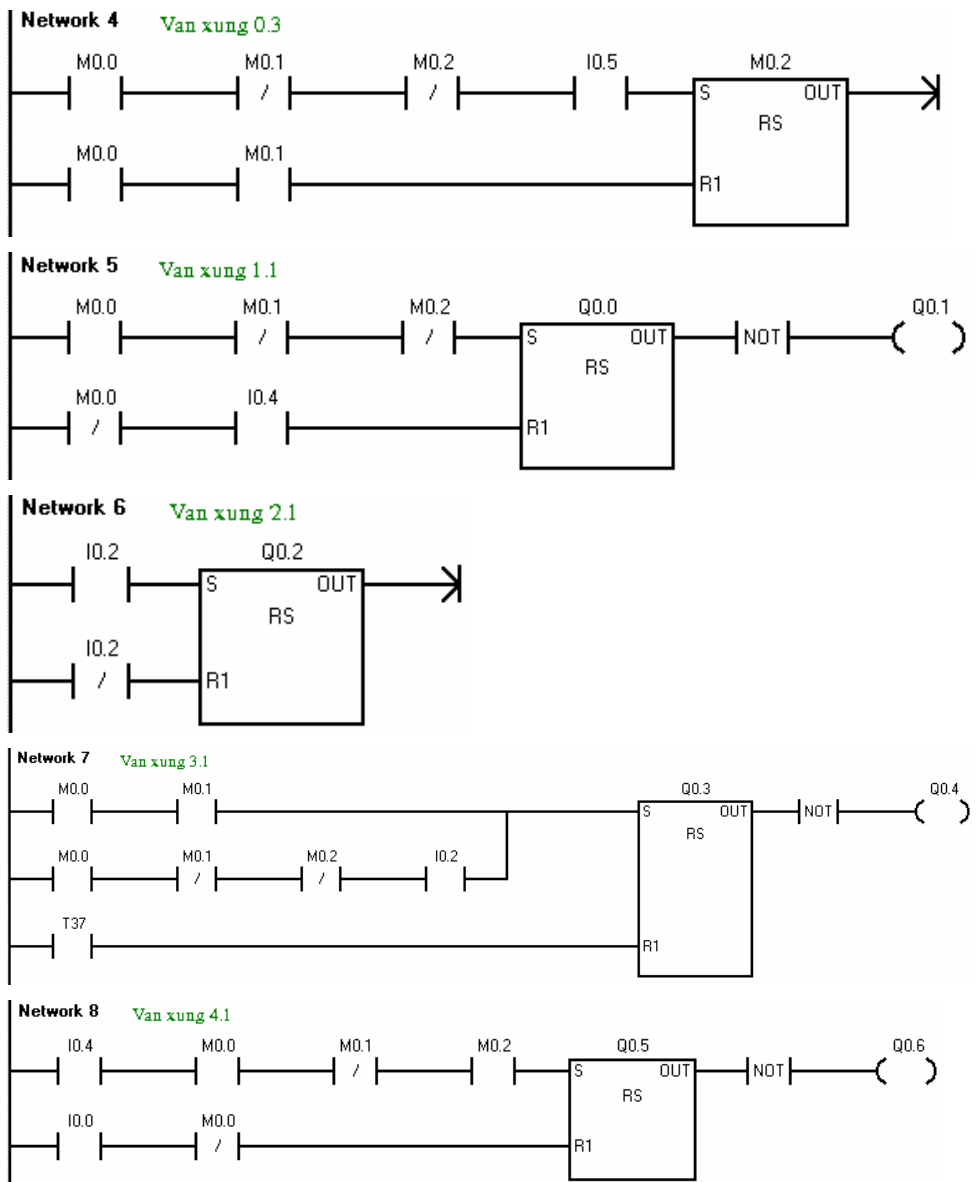 Network 4 Van xung 0.3
M0.0 M0.1 M0.2 I0.5 M0.2
/ / S OUT
RS
M0.0 M0.1
R1
Network 5 Van xung 1.1
M0.0 M0.1 M0.2 Q0.0 Q0.1
/ / S OUT NOT
RS
M0.0 I0.4
/ R1
Network 6 Van xung 2.1
I0.2 Q0.2
S OUT
RS
I0.2
/ R1
Network 7 Van xung 3.1
M0.0 M0.1 Q0.3 Q0.4
S OUT NOT
RS
M0.0 M0.1 M0.2 I0.2
/ /
T37
R1
Network 8 Van xung 4.1
I0.4 M0.0 M0.1 M0.2 Q0.5 Q0.6
/ S OUT NOT
RS
I0.0 M0.0
/ R1